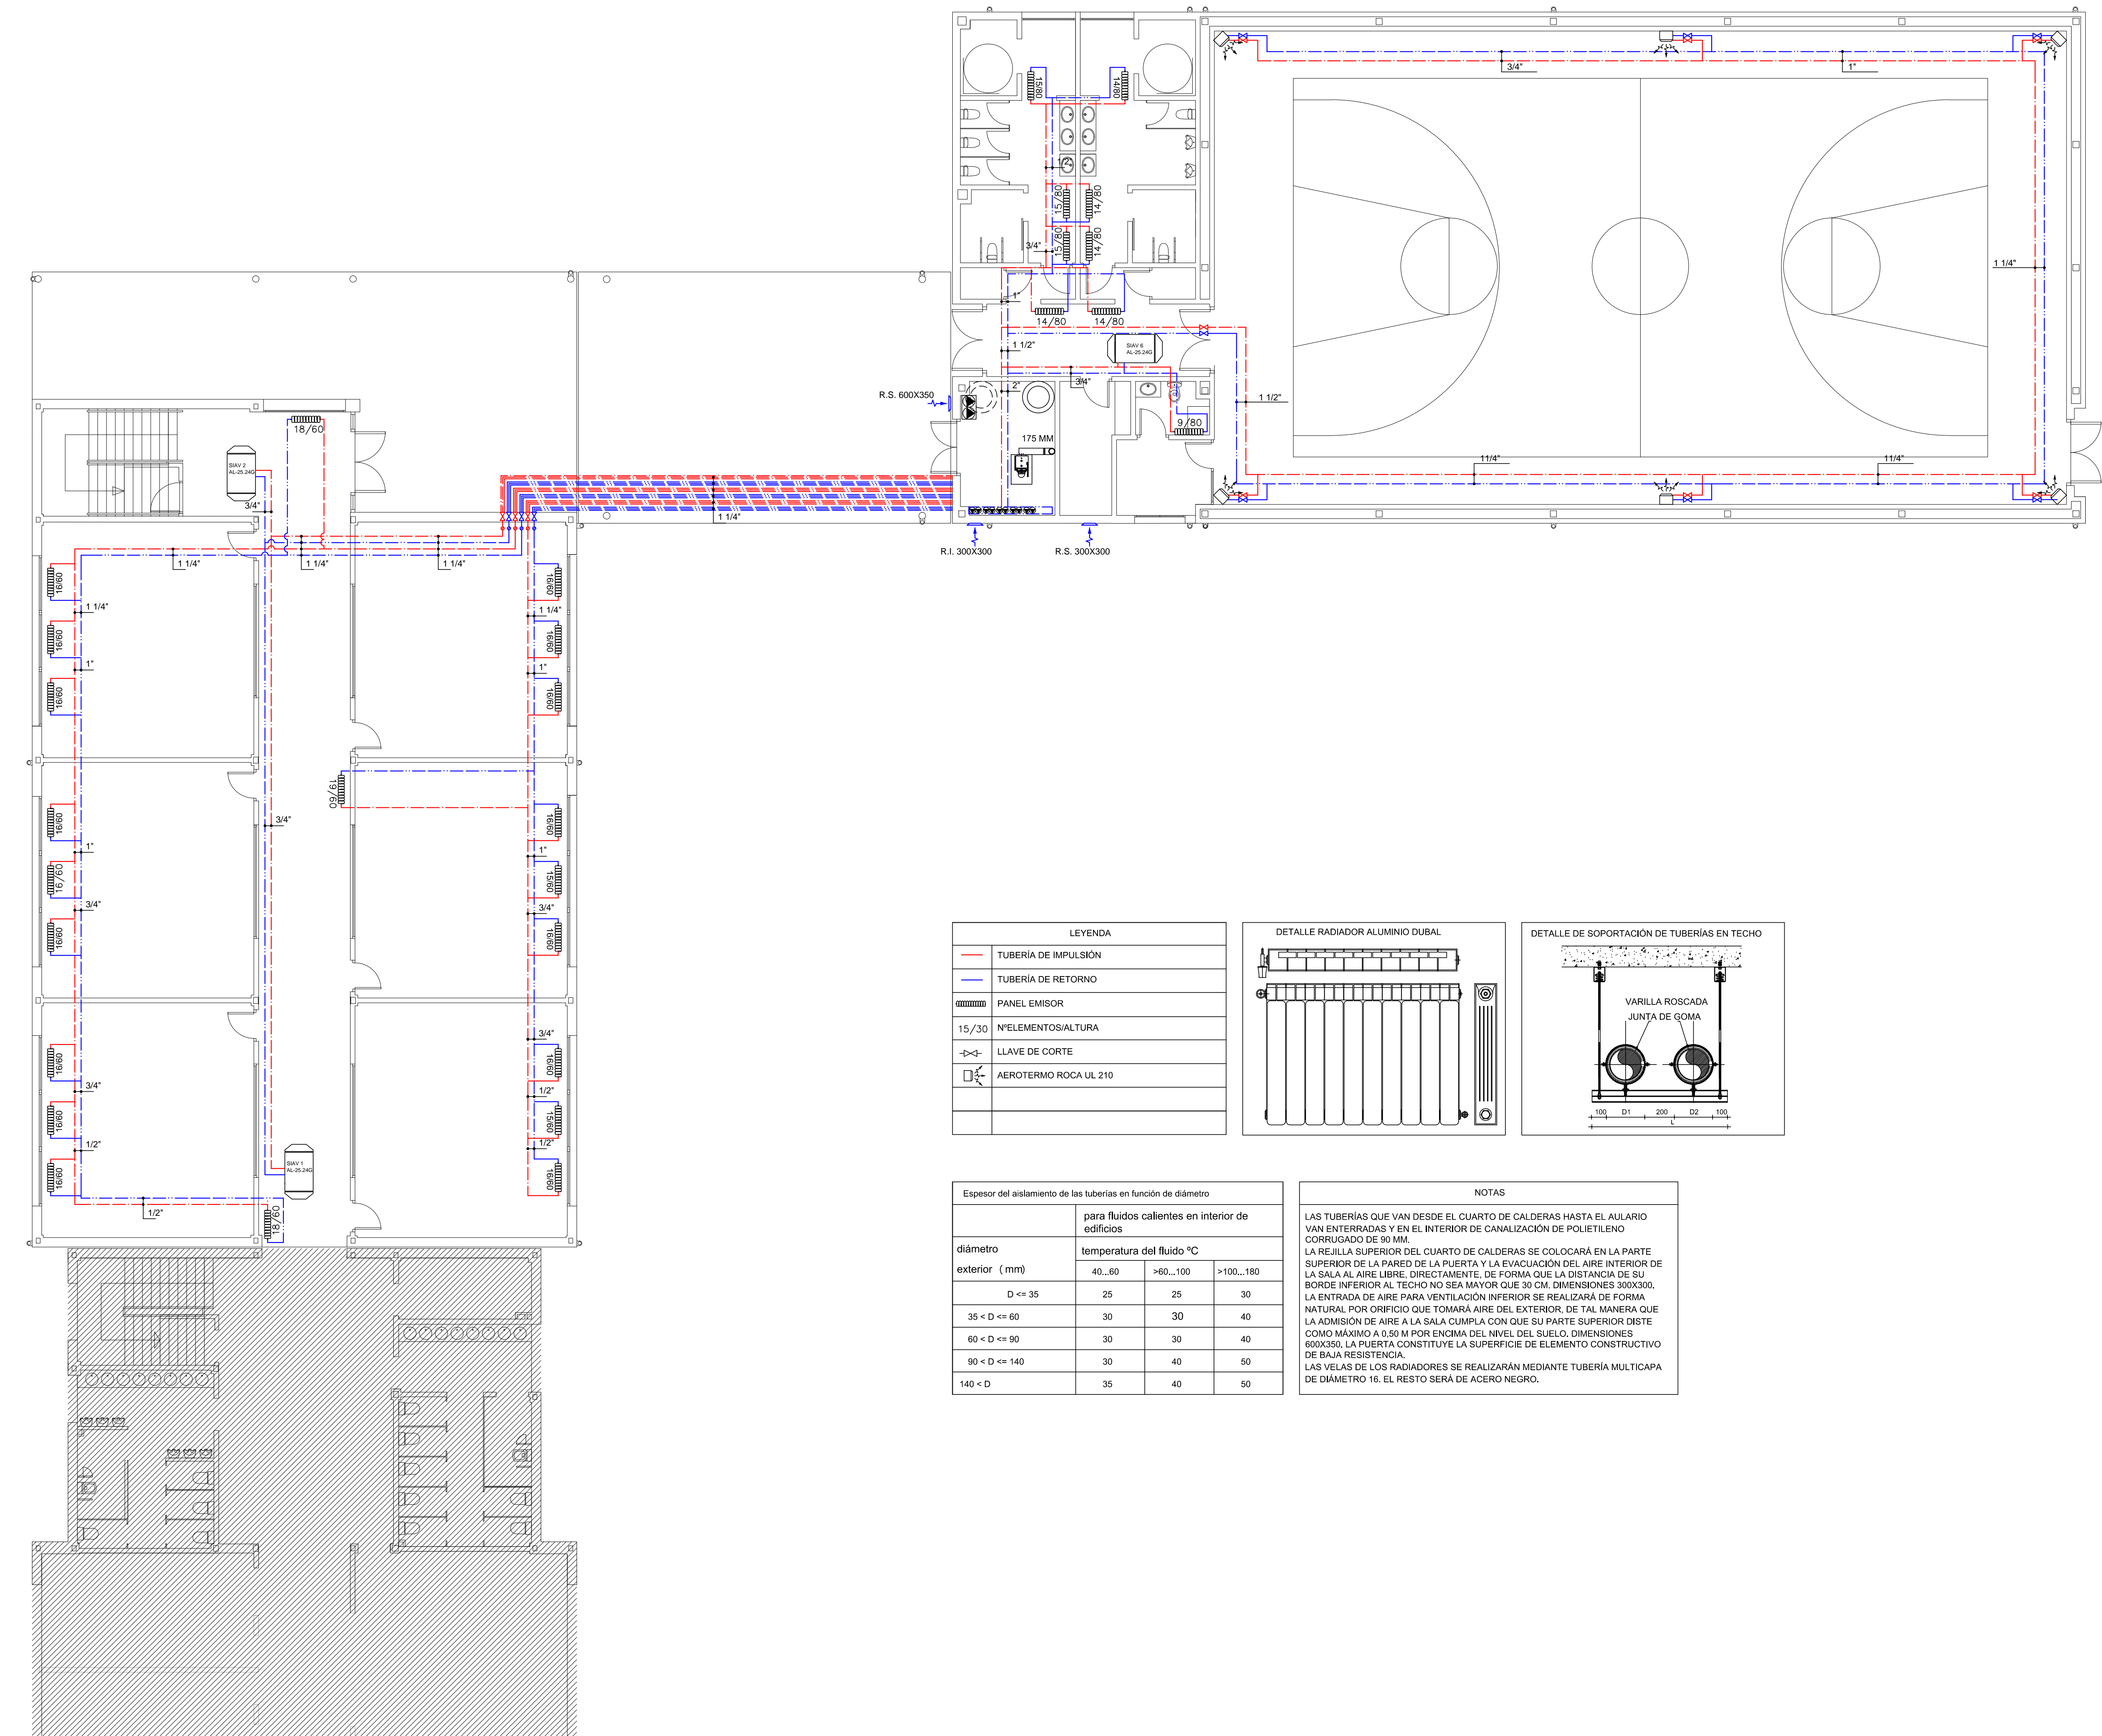 15/80
14/80
1/2"
15/80
14/80
15/80
14/80
3/4"
1"
14/80
14/80
1 1/2"
SIAV 6
AL-25.24G
3/4"
2"
9/80
175 MM
R.S. 600X350
R.I. 300X300
R.S. 300X300
3/4"
1"
1 1/4"
1 1/2"
11/4"
11/4"
18/60
SIAV 2
AL-25.24G
3/4"
1 1/4"
1 1/4"
1 1/4"
1 1/4"
16/60
16/60
1 1/4"
1 1/4"
16/60
16/60
1"
1"
16/60
16/60
19/60
16/60
16/60
3/4"
1"
1"
16/60
15/60
3/4"
3/4"
16/60
16/60
3/4"
16/60
16/60
3/4"
1/2"
16/60
15/60
1/2"
1/2"
16/60
16/60
SIAV 1
AL-25.24G
1/2"
18/60
LEYENDA
TUBERÍA DE IMPULSIÓN
TUBERÍA DE RETORNO
PANEL EMISOR
15/30 NºELEMENTOS/ALTURA
LLAVE DE CORTE
AEROTERMO ROCA UL 210
DETALLE RADIADOR ALUMINIO DUBAL
DETALLE DE SOPORTACIÓN DE TUBERÍAS EN TECHO
VARILLA ROSCADA
JUNTA DE GOMA
100 D1 200 D2 100
L
Espesor del aislamiento de las tuberías en función de diámetro
para fluidos calientes en interior de
edificios
diámetro
exterior ( mm)
temperatura del fluido ºC
40...60 >60...100 >100...180
D <= 35 25 25 30
35 < D <= 60 30 30 40
60 < D <= 90 30 30 40
90 < D <= 140 30 40 50
140 < D 35 40 50
NOTAS
LAS TUBERÍAS QUE VAN DESDE EL CUARTO DE CALDERAS HASTA EL AULARIO
VAN ENTERRADAS Y EN EL INTERIOR DE CANALIZACIÓN DE POLIETILENO
CORRUGADO DE 90 MM.
LA REJILLA SUPERIOR DEL CUARTO DE CALDERAS SE COLOCARÁ EN LA PARTE
SUPERIOR DE LA PARED DE LA PUERTA Y LA EVACUACIÓN DEL AIRE INTERIOR DE
LA SALA AL AIRE LIBRE, DIRECTAMENTE, DE FORMA QUE LA DISTANCIA DE SU
BORDE INFERIOR AL TECHO NO SEA MAYOR QUE 30 CM. DIMENSIONES 300X300.
LA ENTRADA DE AIRE PARA VENTILACIÓN INFERIOR SE REALIZARÁ DE FORMA
NATURAL POR ORIFICIO QUE TOMARÁ AIRE DEL EXTERIOR, DE TAL MANERA QUE
LA ADMISIÓN DE AIRE A LA SALA CUMPLA CON QUE SU PARTE SUPERIOR DISTE
COMO MÁXIMO A 0,50 M POR ENCIMA DEL NIVEL DEL SUELO. DIMENSIONES
600X350, LA PUERTA CONSTITUYE LA SUPERFICIE DE ELEMENTO CONSTRUCTIVO
DE BAJA RESISTENCIA.
LAS VELAS DE LOS RADIADORES SE REALIZARÁN MEDIANTE TUBERÍA MULTICAPA
DE DIÁMETRO 16. EL RESTO SERÁ DE ACERO NEGRO.